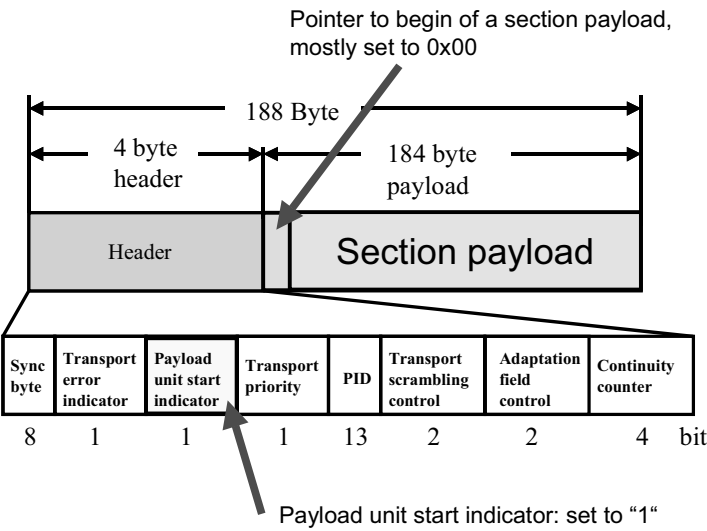 Pointer to begin of a section payload,
mostly set to 0x00
188 Byte
4 byte
header
184 byte
payload
Header
Section payload
Sync
byte
Transport
error
indicator
Payload
unit start
indicator
Transport
priority
PID
Transport
scrambling
control
Adaptation
field
control
Continuity
counter
8 1 1 1 13 2 2 4 bit
Payload unit start indicator: set to “1“